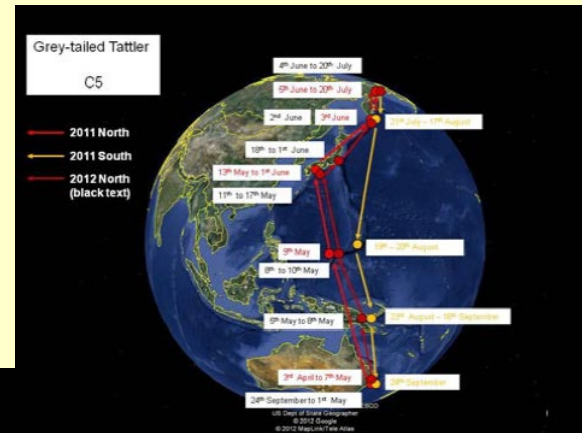 Grey-tailed Tattler
C5
2011 North
2011 South
2012 North
(black text)
4th June to 20th July
5th June to 20th July
2nd June
3rd June
21st July – 17th August
18th to 1st June
13th May to 1st June
11th to 17th May
9th May
19th – 20th August
8th to 10th May
5th May to 8th May
23rd August – 18th September
3rd April to 7th May
28th September
24th September to 1st May
US Dept of State Geographer
© 2012 Google
© 2012 MapLink/Tele Atlas